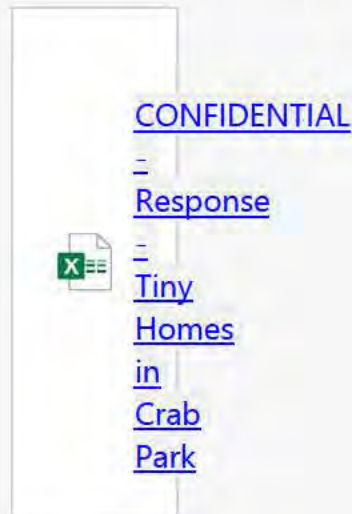 CONFIDENTIAL
-
Response
-
Tiny
Homes
in
Crab
Park